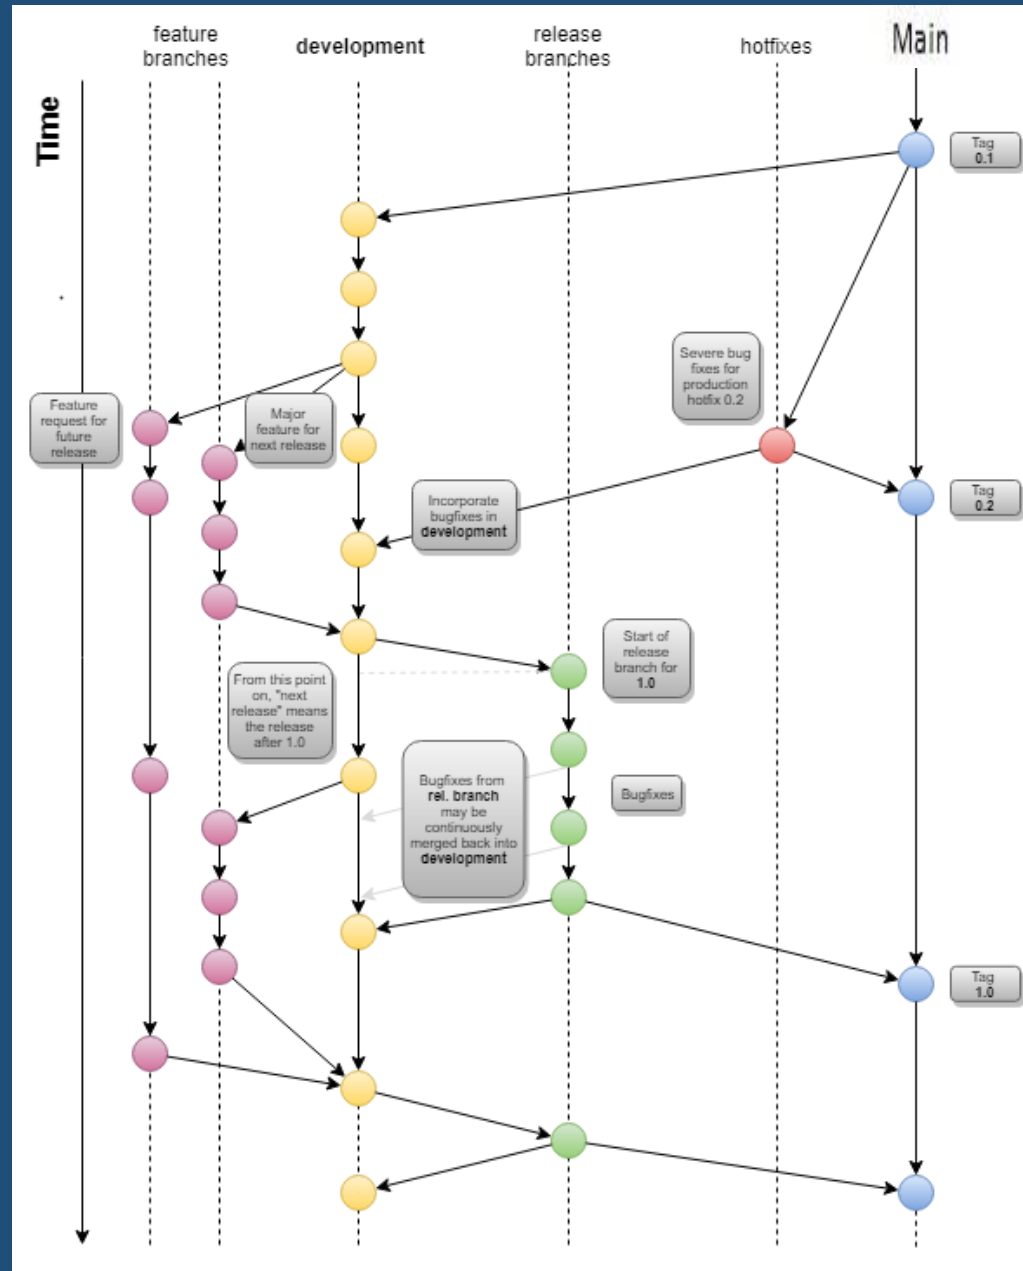 feature
branches
development
release
branches
hotfixes
Main
Time
Tag
0.1
Severe bug
fixes for
production
hotfix 0.2
Feature
request for
future
release
Major
feature for
next release
Incorporate
bugfixes in
development
Tag
0.2
Start of
release
branch for
1.0
From this point
on, "next
release" means
the release
after 1.0
Bugfixes from
rel. branch
may be
continuously
merged back into
development
Bugfixes
Tag
1.0